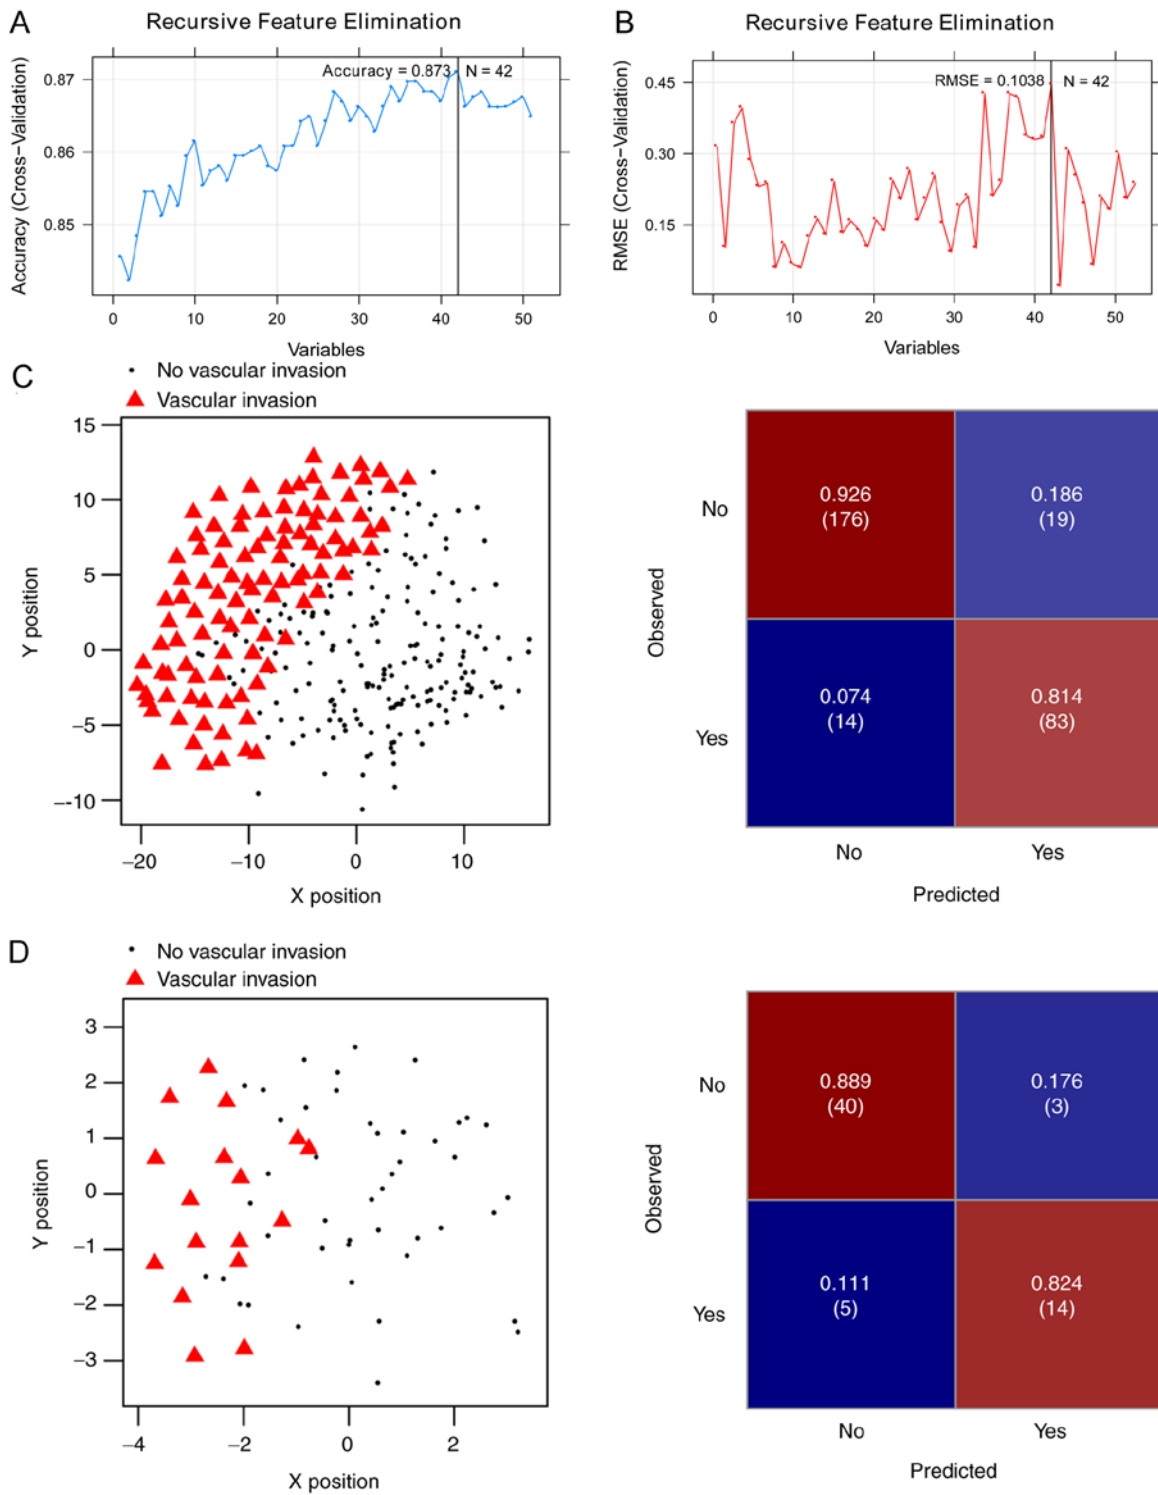 A
Recursive Feature Elimination
Accuracy (Cross−Validation)
0.87
0.86
0.85
Accuracy = 0.873
N = 42
0
10
20
30
40
50
Variables
B
Recursive Feature Elimination
RMSE (Cross−Validation)
0.45
0.30
0.15
RMSE = 0.1038
N = 42
0
10
20
30
40
50
Variables
C
No vascular invasion
Vascular invasion
Y position
15
10
5
0
−5
−-10
−20
−10
0
10
X position
Observed
No
Yes
0.926
(176)
0.186
(19)
0.074
(14)
0.814
(83)
No
Yes
Predicted
D
No vascular invasion
Vascular invasion
Y position
3
2
1
0
−1
−2
−3
−4
−2
0
2
X position
Observed
No
Yes
0.889
(40)
0.176
(3)
0.111
(5)
0.824
(14)
No
Yes
Predicted